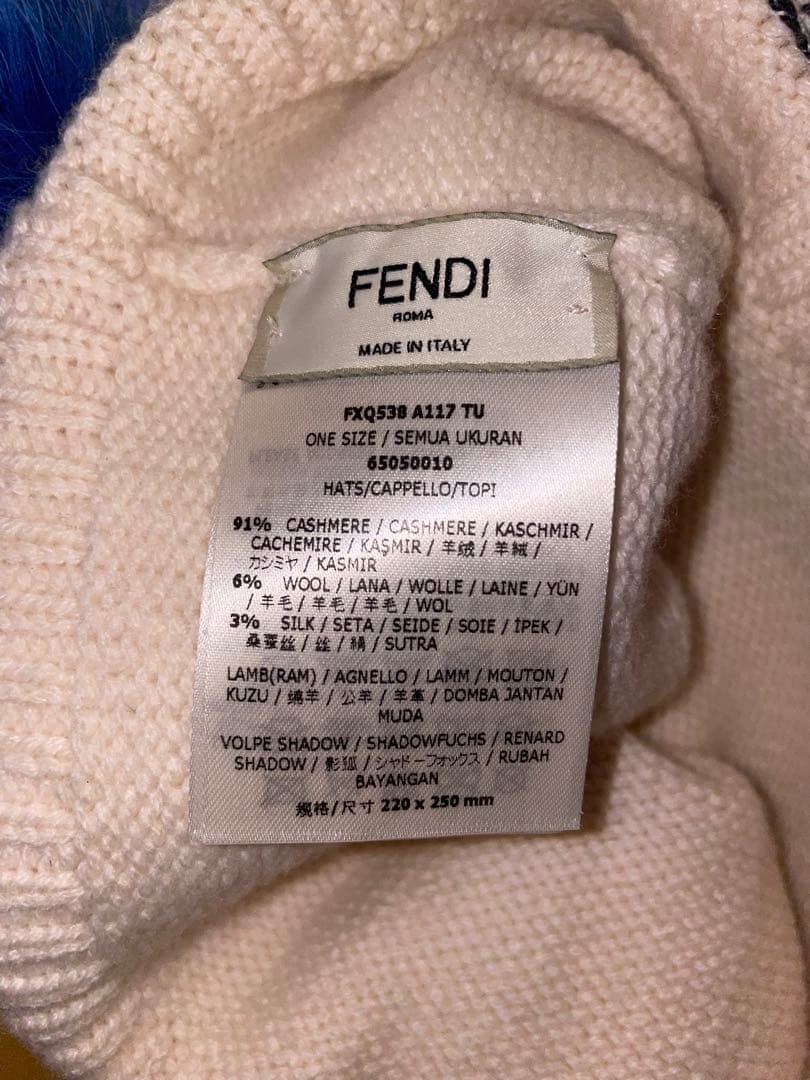 FENDI
ROMA
MADE IN ITALY
FXQ538 A117 TU
ONE SIZE / SEMUA UKURAN
65050010
HATS/CAPPELLO/TOPI
91% CASHMERE / CASHMERE / KASCHMIR /
CACHEMIRE / KAŞMIR / 羊绒 / 羊絨 /
カシミヤ / KASMIR
6% WOOL / LANA / WOLLE / LAINE / YÜN
/ 羊毛 / 羊毛 / 羊毛 / WOL
3% SILK / SETA / SEIDE / SOIE / İPEK /
桑蚕丝 / 丝 / 絹 / SUTRA
LAMB(RAM) / AGNELLO / LAMM / MOUTON /
KUZU / 绵羊 / 公羊 / 羊革 / DOMBA JANTAN
MUDA
VOLPE SHADOW / SHADOWFUCHS / RENARD
SHADOW / 影狐 / シャドーフォックス / RUBAH
BAYANGAN
规格/尺寸 220 x 250 mm